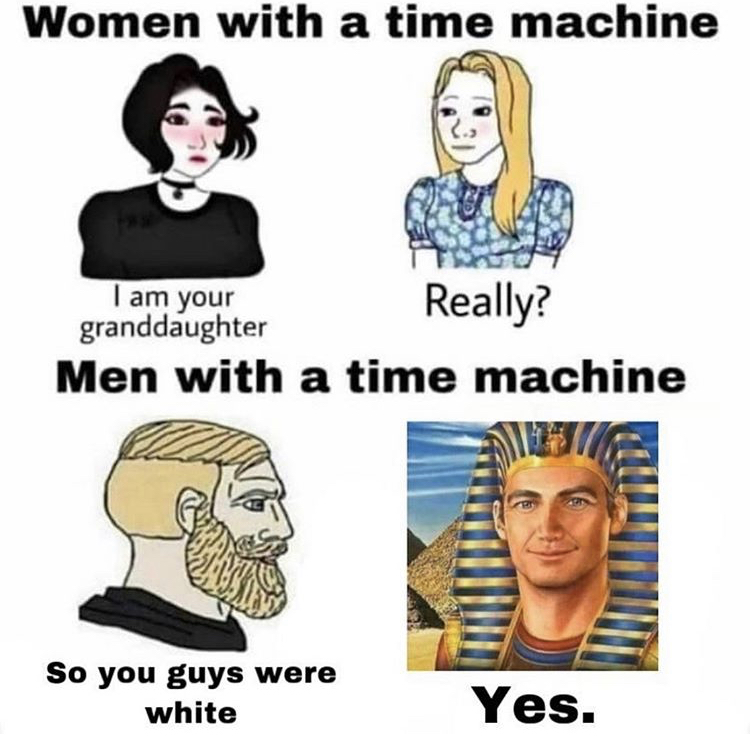 Women with a time machine
I am your
granddaughter
Really?
Men with a time machine
So you guys were
white
Yes.